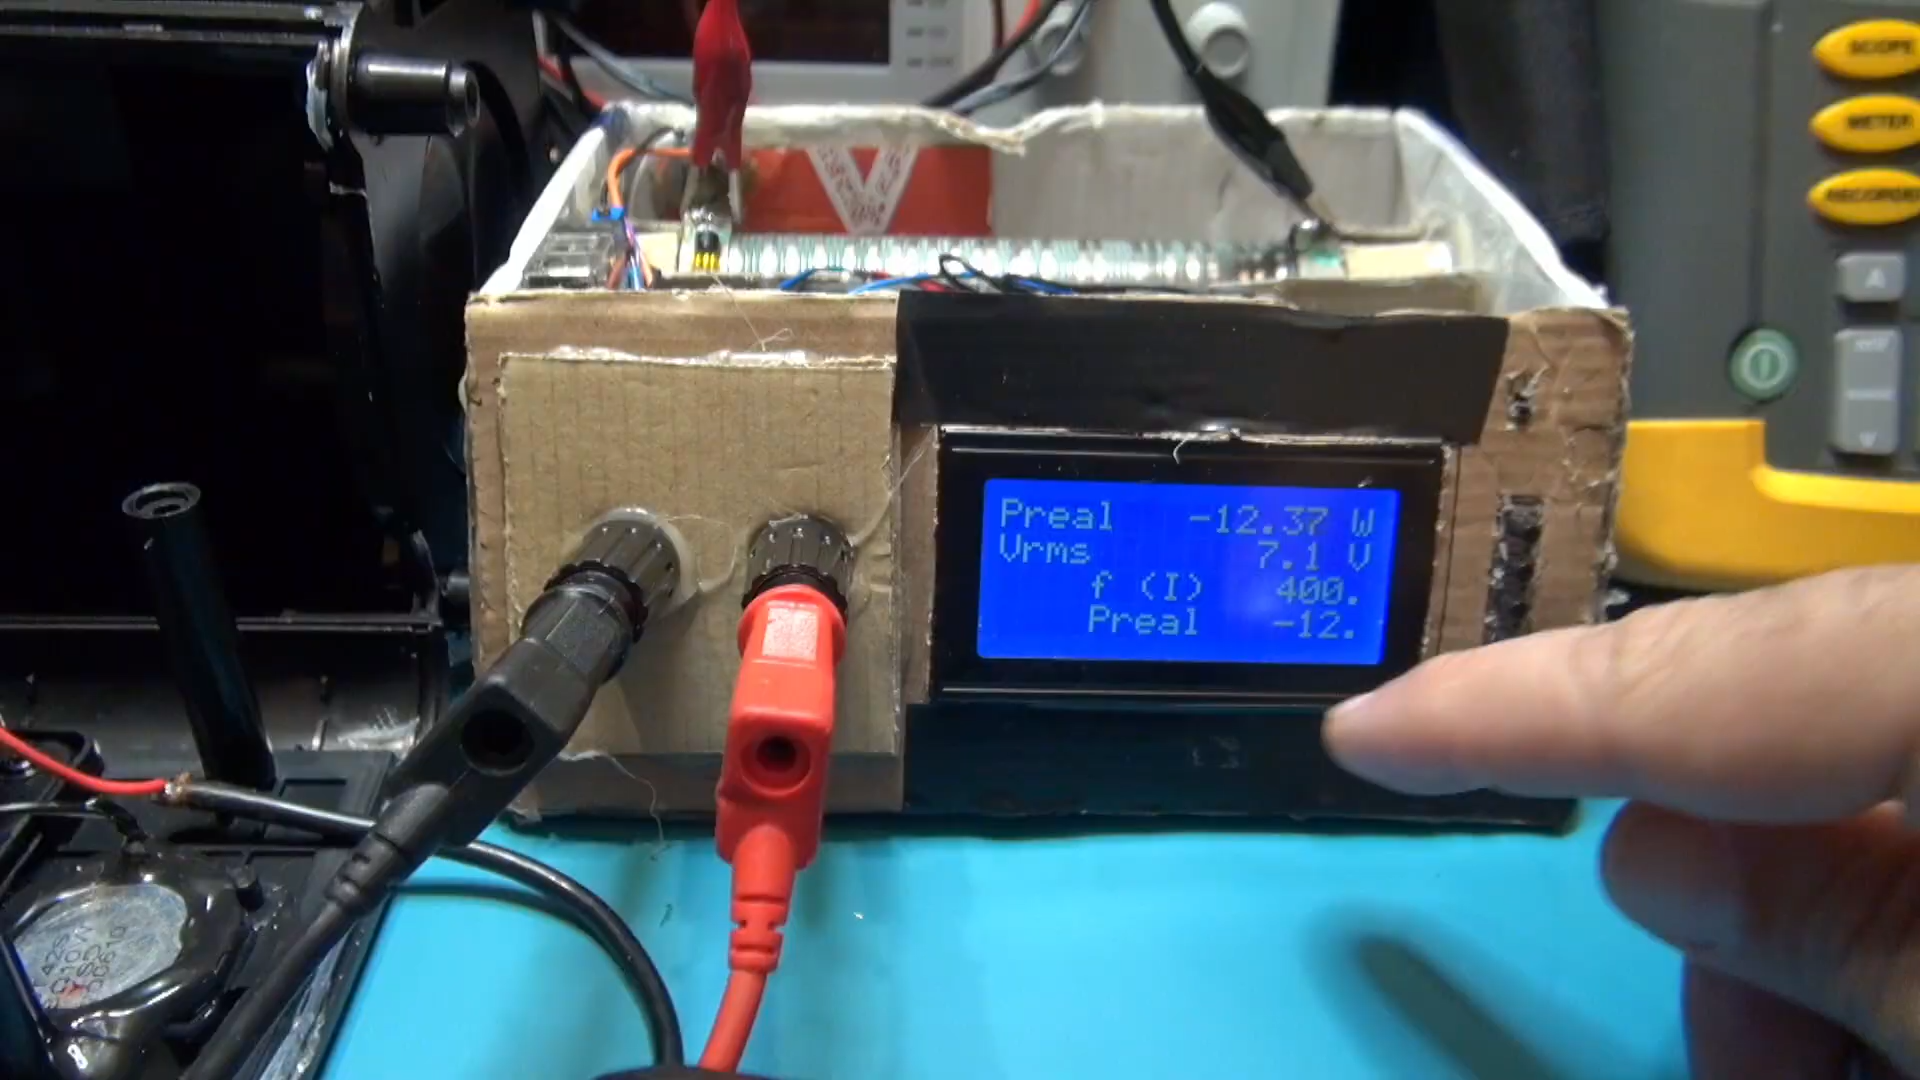 SCOPE
METER
RECORDER
Preal -12.37 W
Vrms 7.1 V
f (I) 400.
Preal -12.